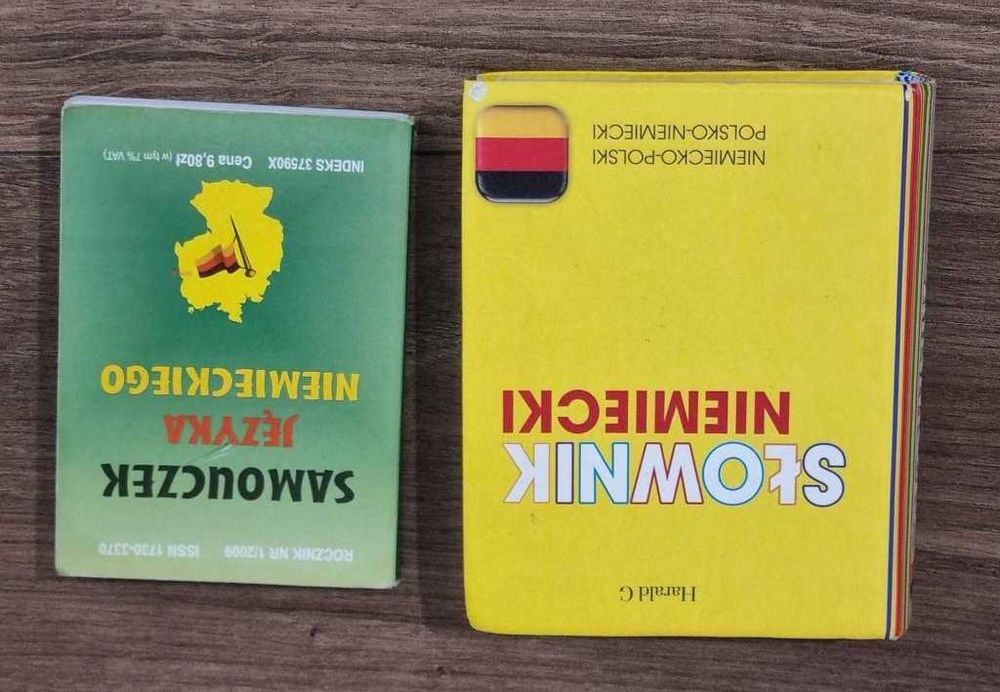 ROCZNIK NR 1/2009 ISSN 1730-3370
SAMOUCZEK
JĘZYKA
NIEMIECKIEGO
INDEKS 37590X Cena 9,80zł (w tym 7% VAT)
Harald G
SŁOWNIK
NIEMIECKI
NIEMIECKO-POLSKI
POLSKO-NIEMIECKI